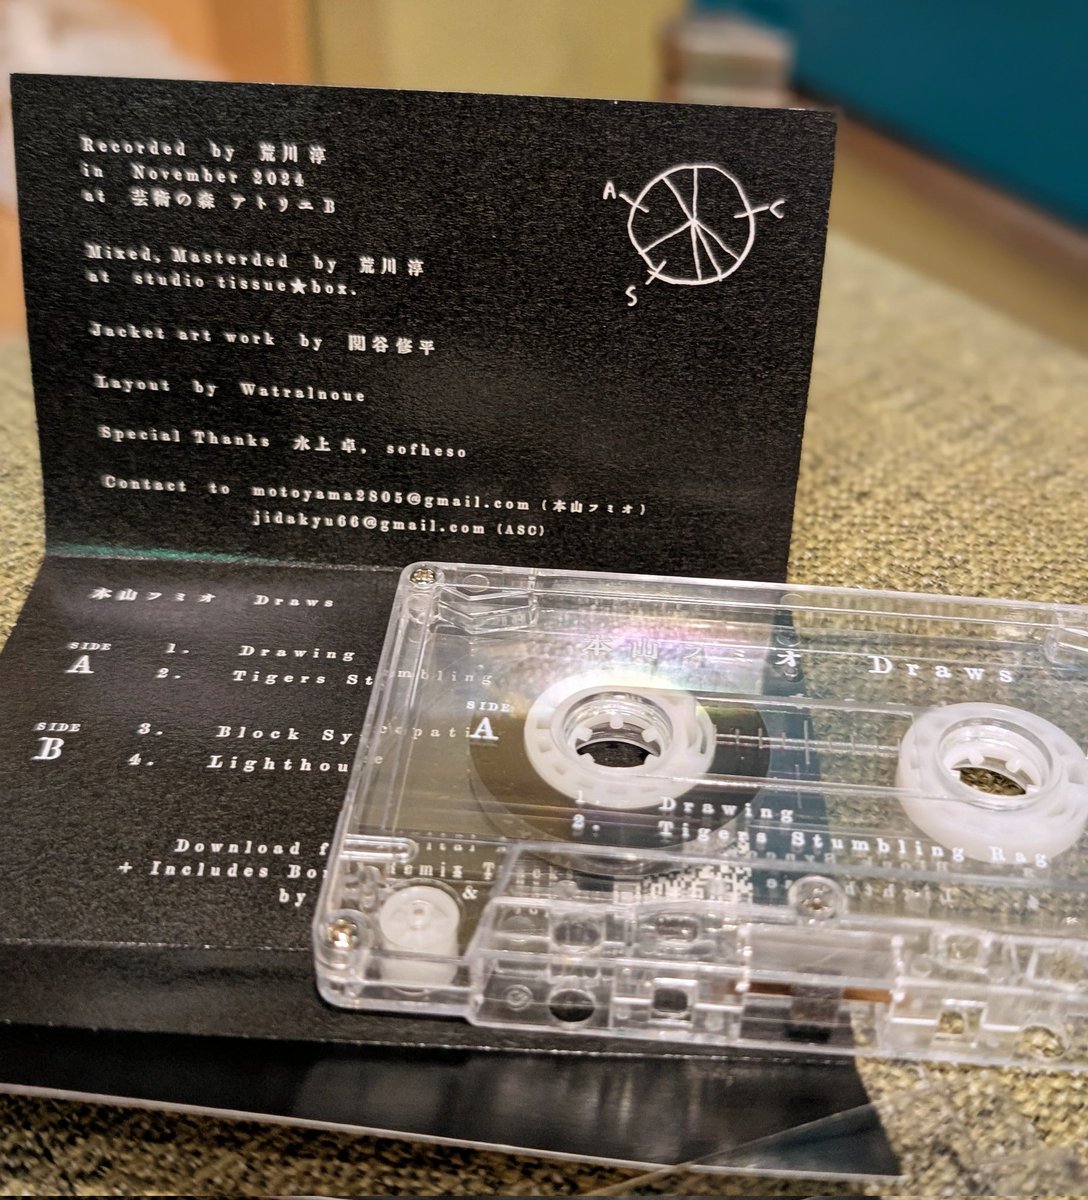 Recorded by 荒川 淳
in November 2024
at 芸術の森 アトリエB
Mixed, Masterded by 荒川 淳
at studio tissue★box.
Jacket art work by 関谷修平
Layout by WatraInoue
Special Thanks 水上 卓, sofheso
Contact to motoyama2805@gmail.com (本山フミオ)
jidakyu66@gmail.com (ASC)
A
C
S
本山フミオ Draws
SIDE A
1. Drawing
2. Tigers Stumbling
SIDE B
3. Block Syncopati
4. Lighthouse
Download
+ Includes Remix
by &
本山フミオ Draws
SIDE A
1. Drawing
2. Tigers Stumbling Rag